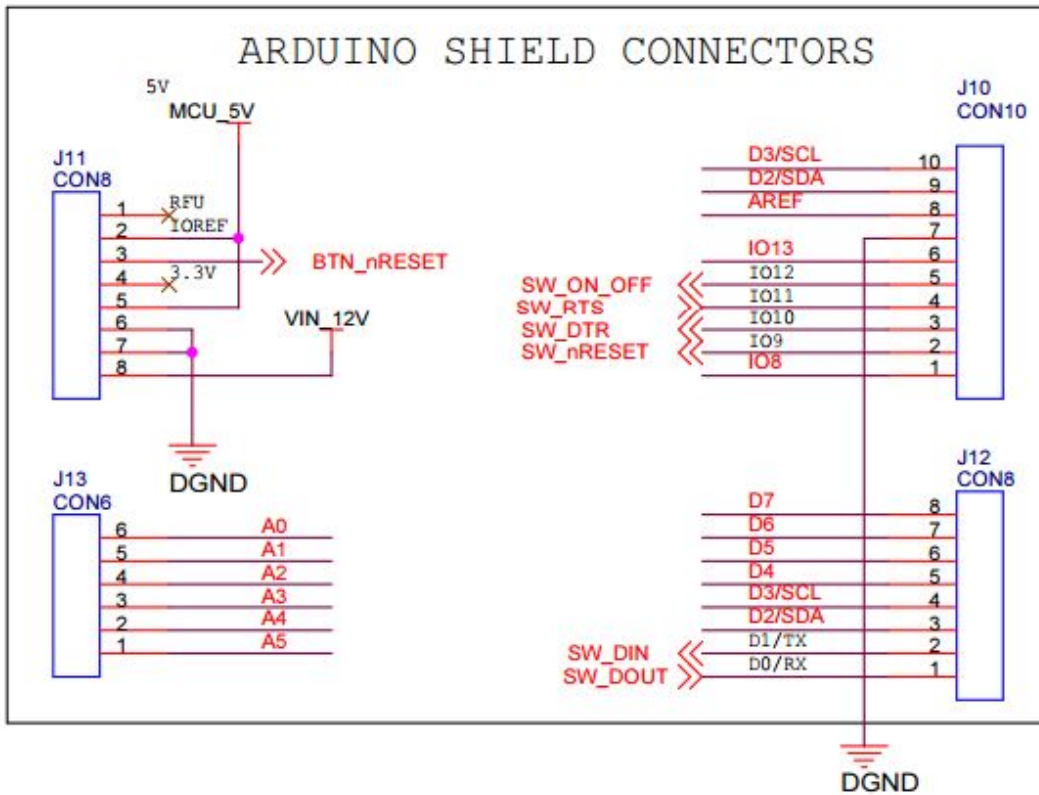 ARDUINO SHIELD CONNECTORS
5V
MCU_5V
J11
CON8
1 RFU
2 IOREF
3 BTN_nRESET
4 3.3V
5
6
7
8 VIN_12V
DGND
J13
CON6
6 A0
5 A1
4 A2
3 A3
2 A4
1 A5
J10
CON10
D3/SCL 10
D2/SDA 9
AREF 8
7
IO13 6
SW_ON_OFF IO12 5
SW_RTS IO11 4
SW_DTR IO10 3
SW_nRESET IO9 2
IO8 1
J12
CON8
D7 8
D6 7
D5 6
D4 5
D3/SCL 4
D2/SDA 3
SW_DIN D1/TX 2
SW_DOUT D0/RX 1
DGND